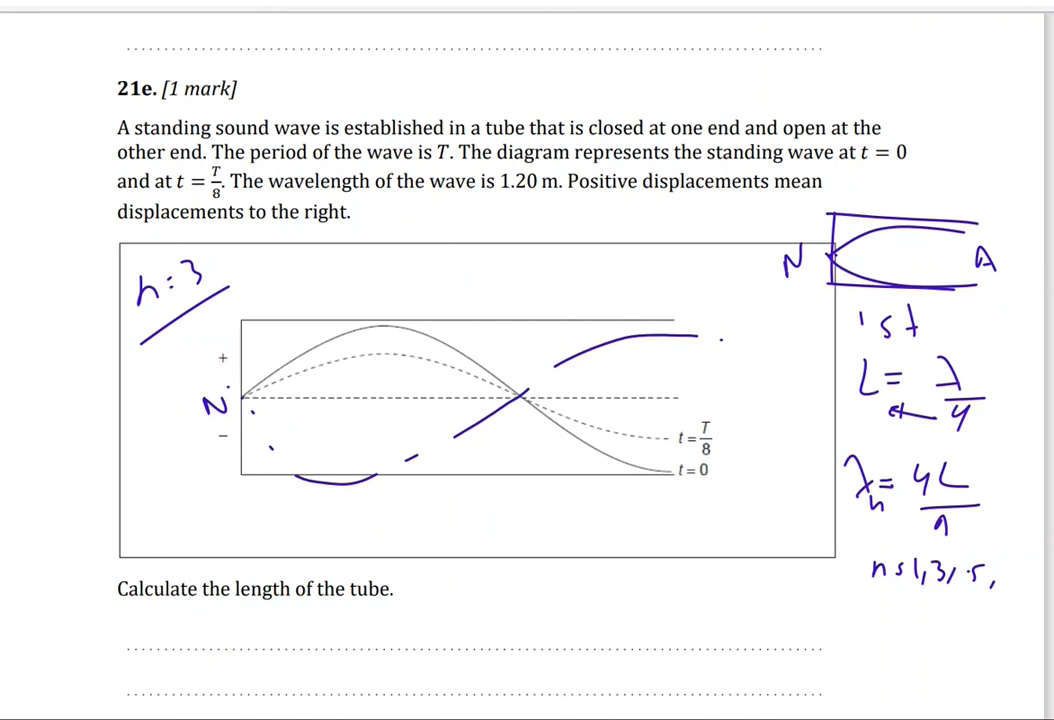 21e. [1 mark]
A standing sound wave is established in a tube that is closed at one end and open at the
other end. The period of the wave is T. The diagram represents the standing wave at t = 0
and at t = T/8. The wavelength of the wave is 1.20 m. Positive displacements mean
displacements to the right.
n = 3
N A
1st
L = λ/4
λn = 4L/n
n = 1, 3, 5,
+
N
−
t = T/8
t = 0
Calculate the length of the tube.